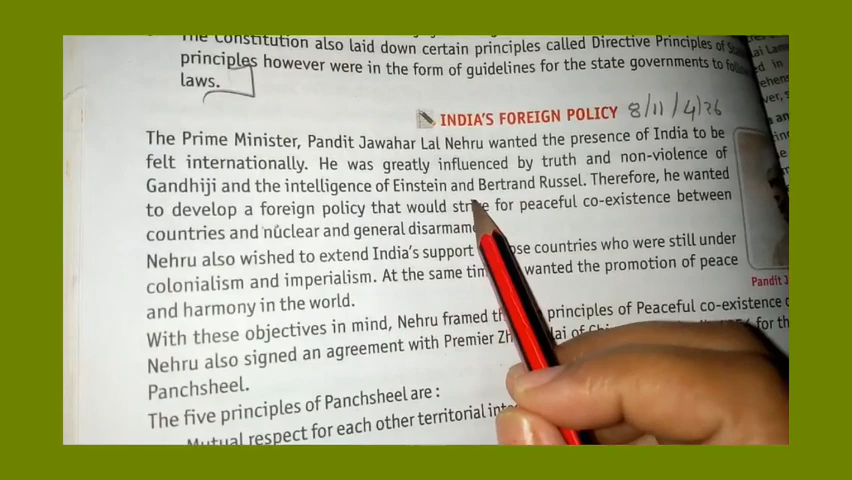 The Constitution also laid down certain principles called Directive Principles of
principles however were in the form of guidelines for the state governments to
laws.
INDIA'S FOREIGN POLICY 8/11/4/26
The Prime Minister, Pandit Jawahar Lal Nehru wanted the presence of India to be
felt internationally. He was greatly influenced by truth and non-violence of
Gandhiji and the intelligence of Einstein and Bertrand Russel. Therefore, he wanted
to develop a foreign policy that would for peaceful co-existence between
countries and nuclear and general
Nehru also wished to extend India's support countries who were still under
colonialism and imperialism. At the same wanted the promotion of peace
and harmony in the world.
With these objectives in mind, Nehru framed principles of Peaceful co-existence
Nehru also signed an agreement with Premier for the
Panchsheel.
The five principles of Panchsheel are :
Mutual respect for each other territorial
Pandit